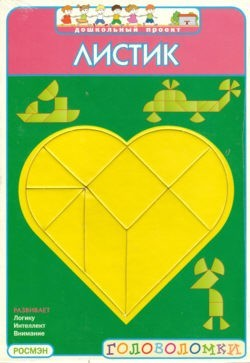 дошкольный проект
ЛИСТИК
РАЗВИВАЕТ
Логику
Интеллект
Внимание
РОСМЭН
ГОЛОВОЛОМКИ